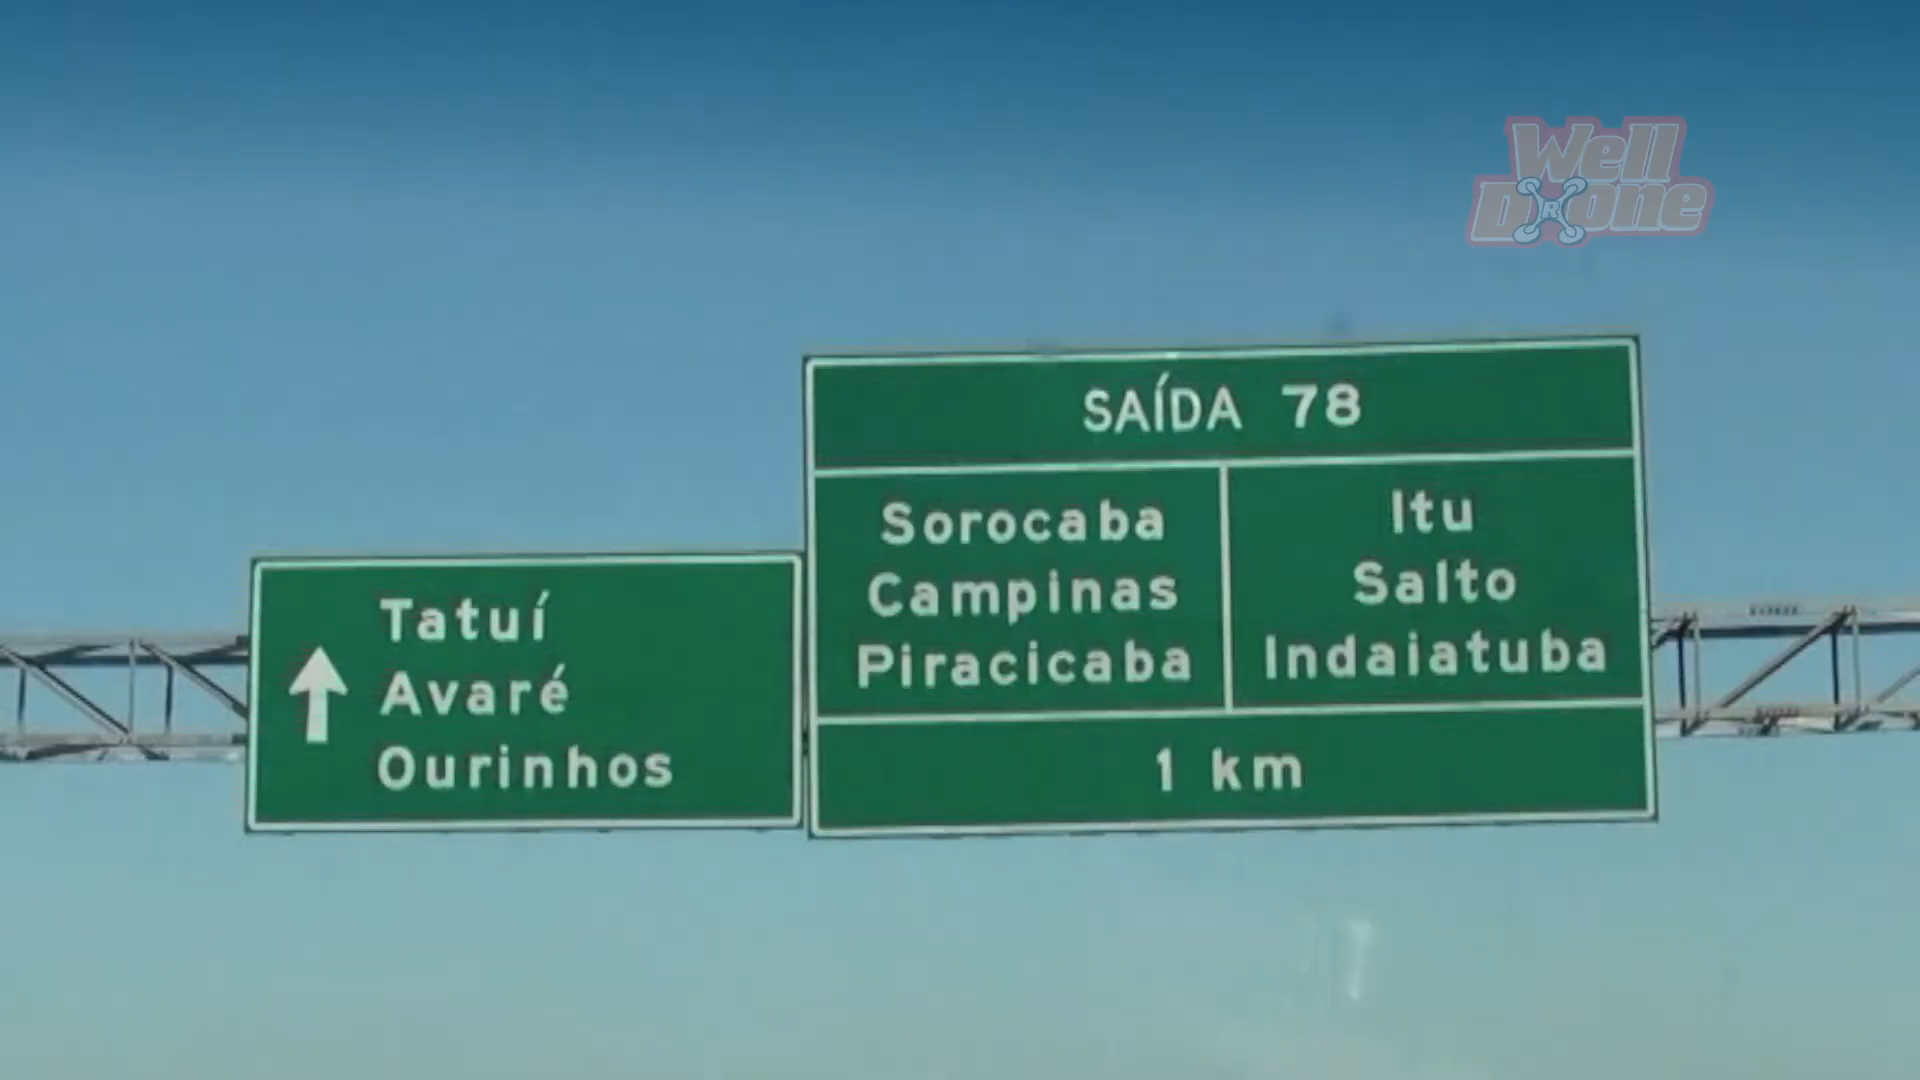 Well
DRone
SAÍDA 78
Sorocaba
Campinas
Piracicaba
Itu
Salto
Indaiatuba
1 km
Tatuí
Avaré
Ourinhos